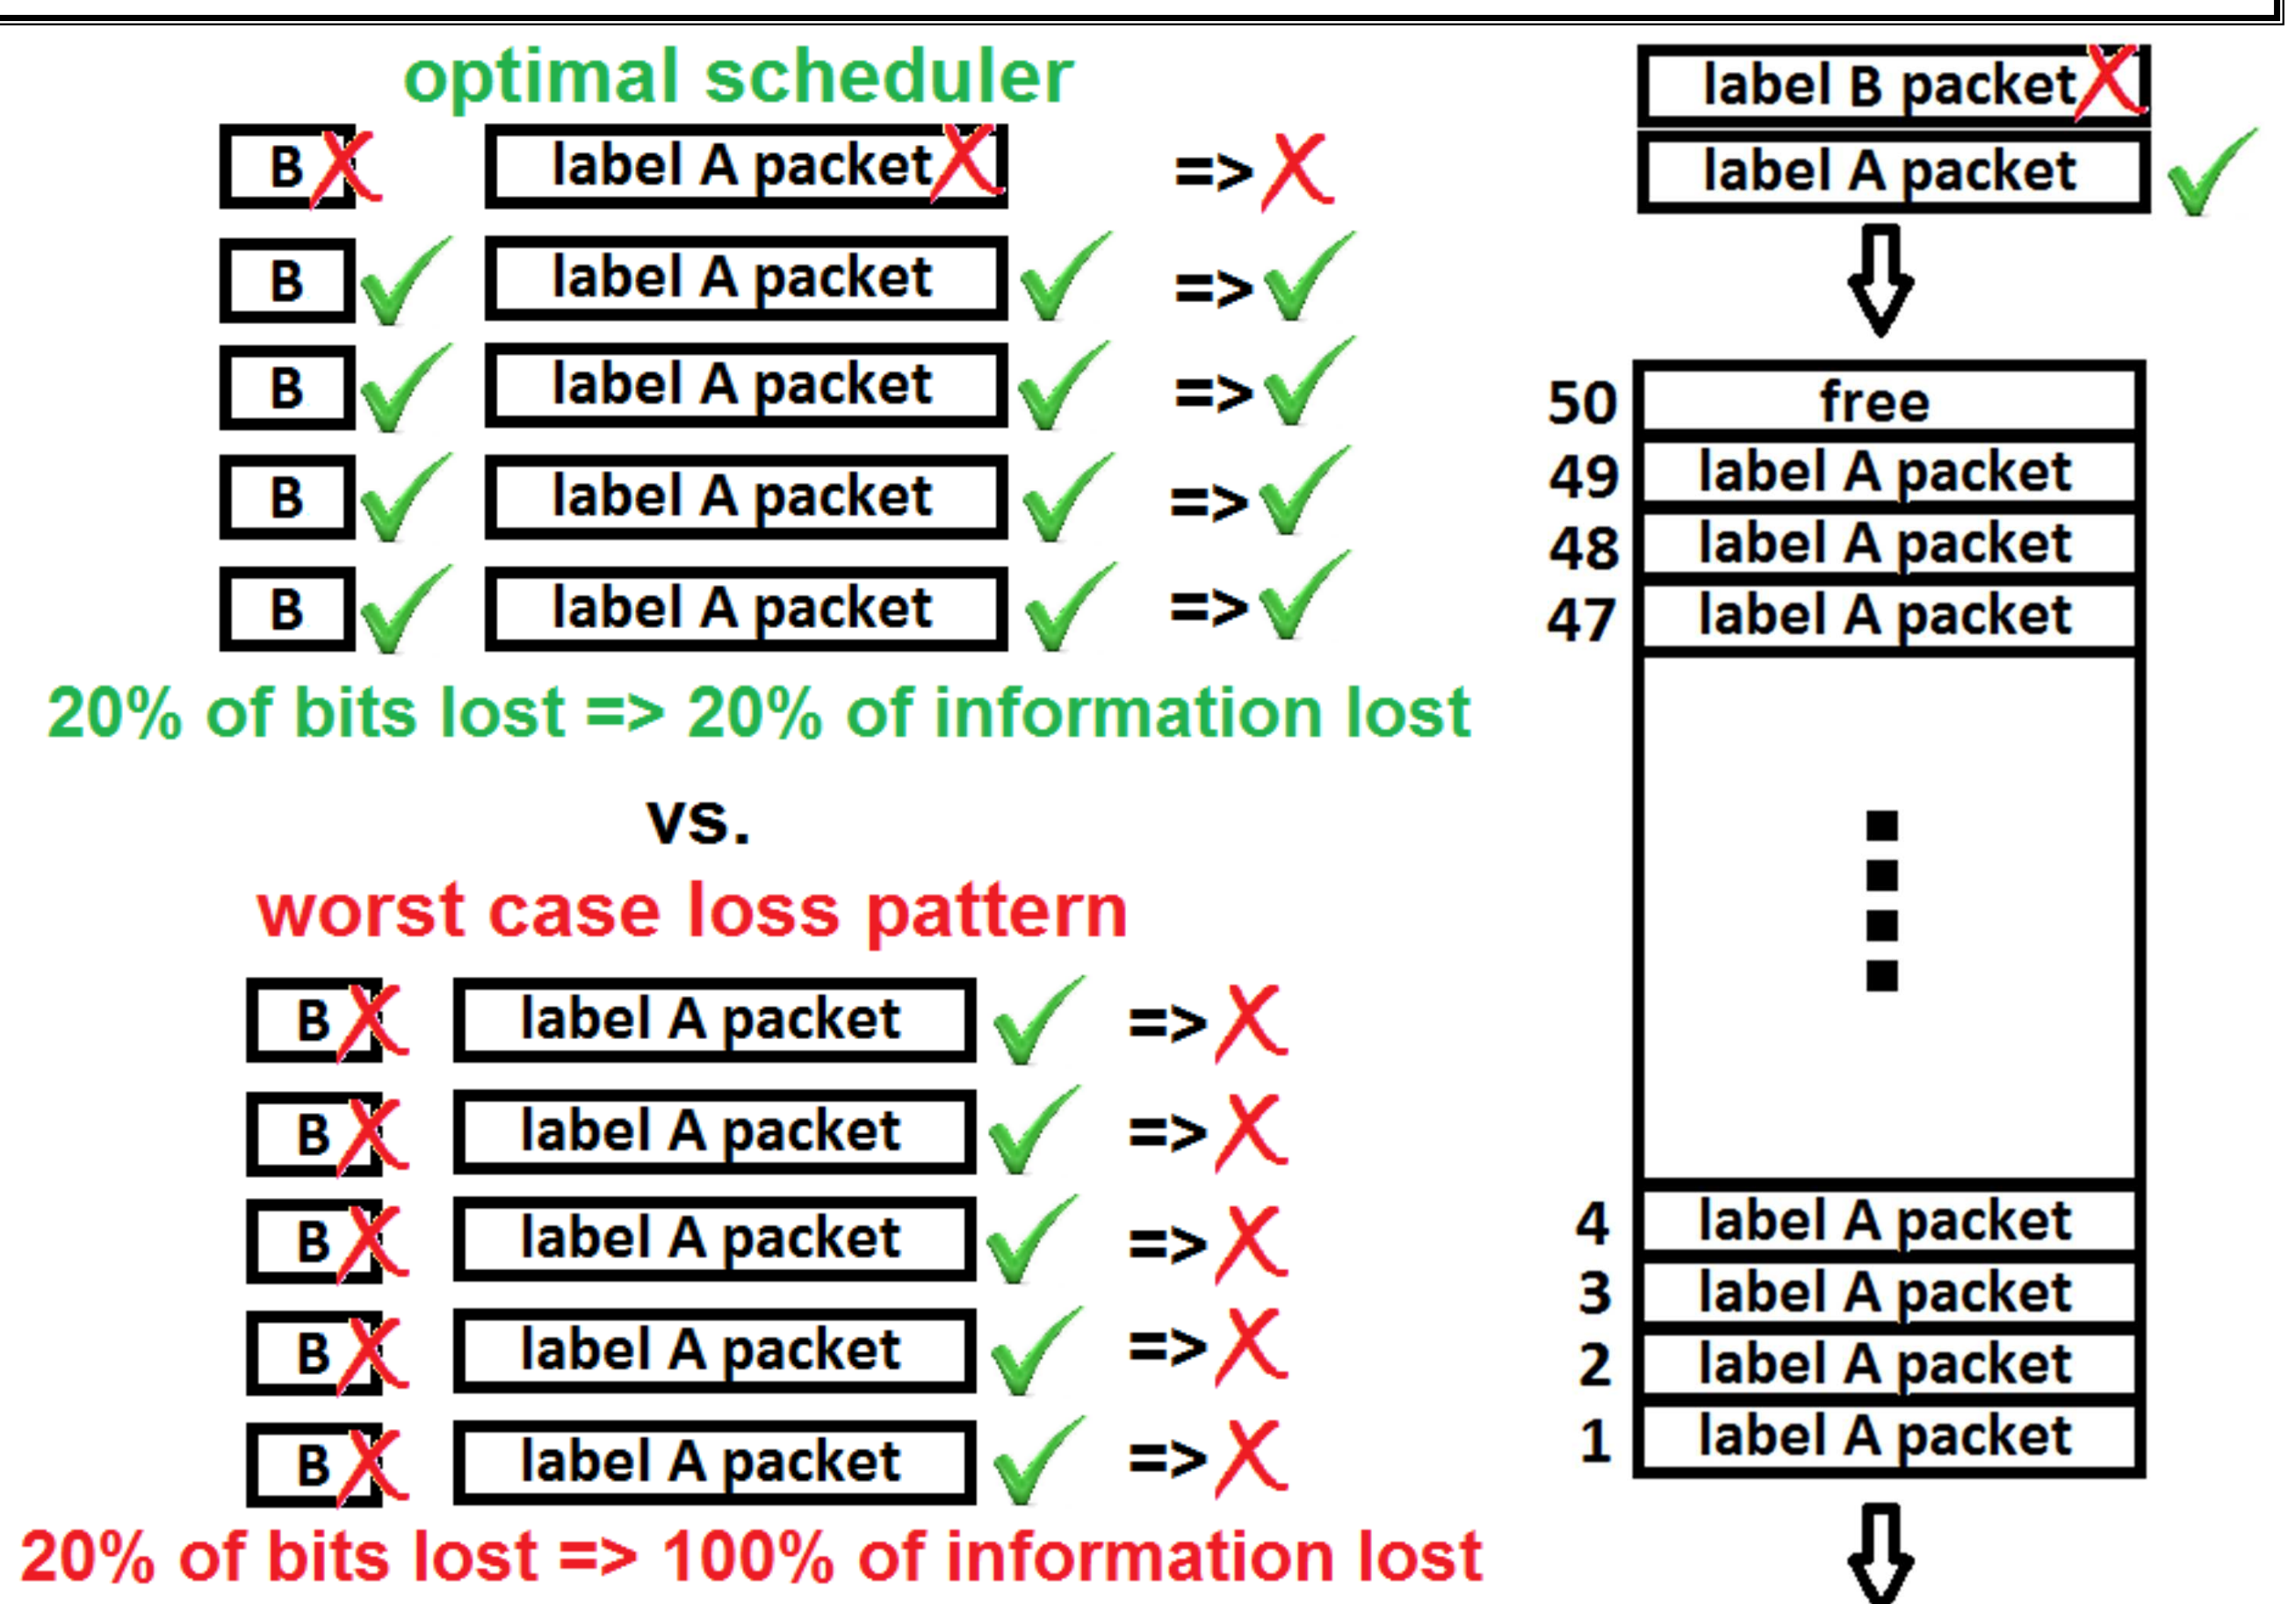 optimal scheduler
B label A packet =>
B label A packet =>
B label A packet =>
B label A packet =>
B label A packet =>
20% of bits lost => 20% of information lost
vs.
worst case loss pattern
B label A packet =>
B label A packet =>
B label A packet =>
B label A packet =>
B label A packet =>
20% of bits lost => 100% of information lost
label B packet
label A packet
50 free
49 label A packet
48 label A packet
47 label A packet
4 label A packet
3 label A packet
2 label A packet
1 label A packet